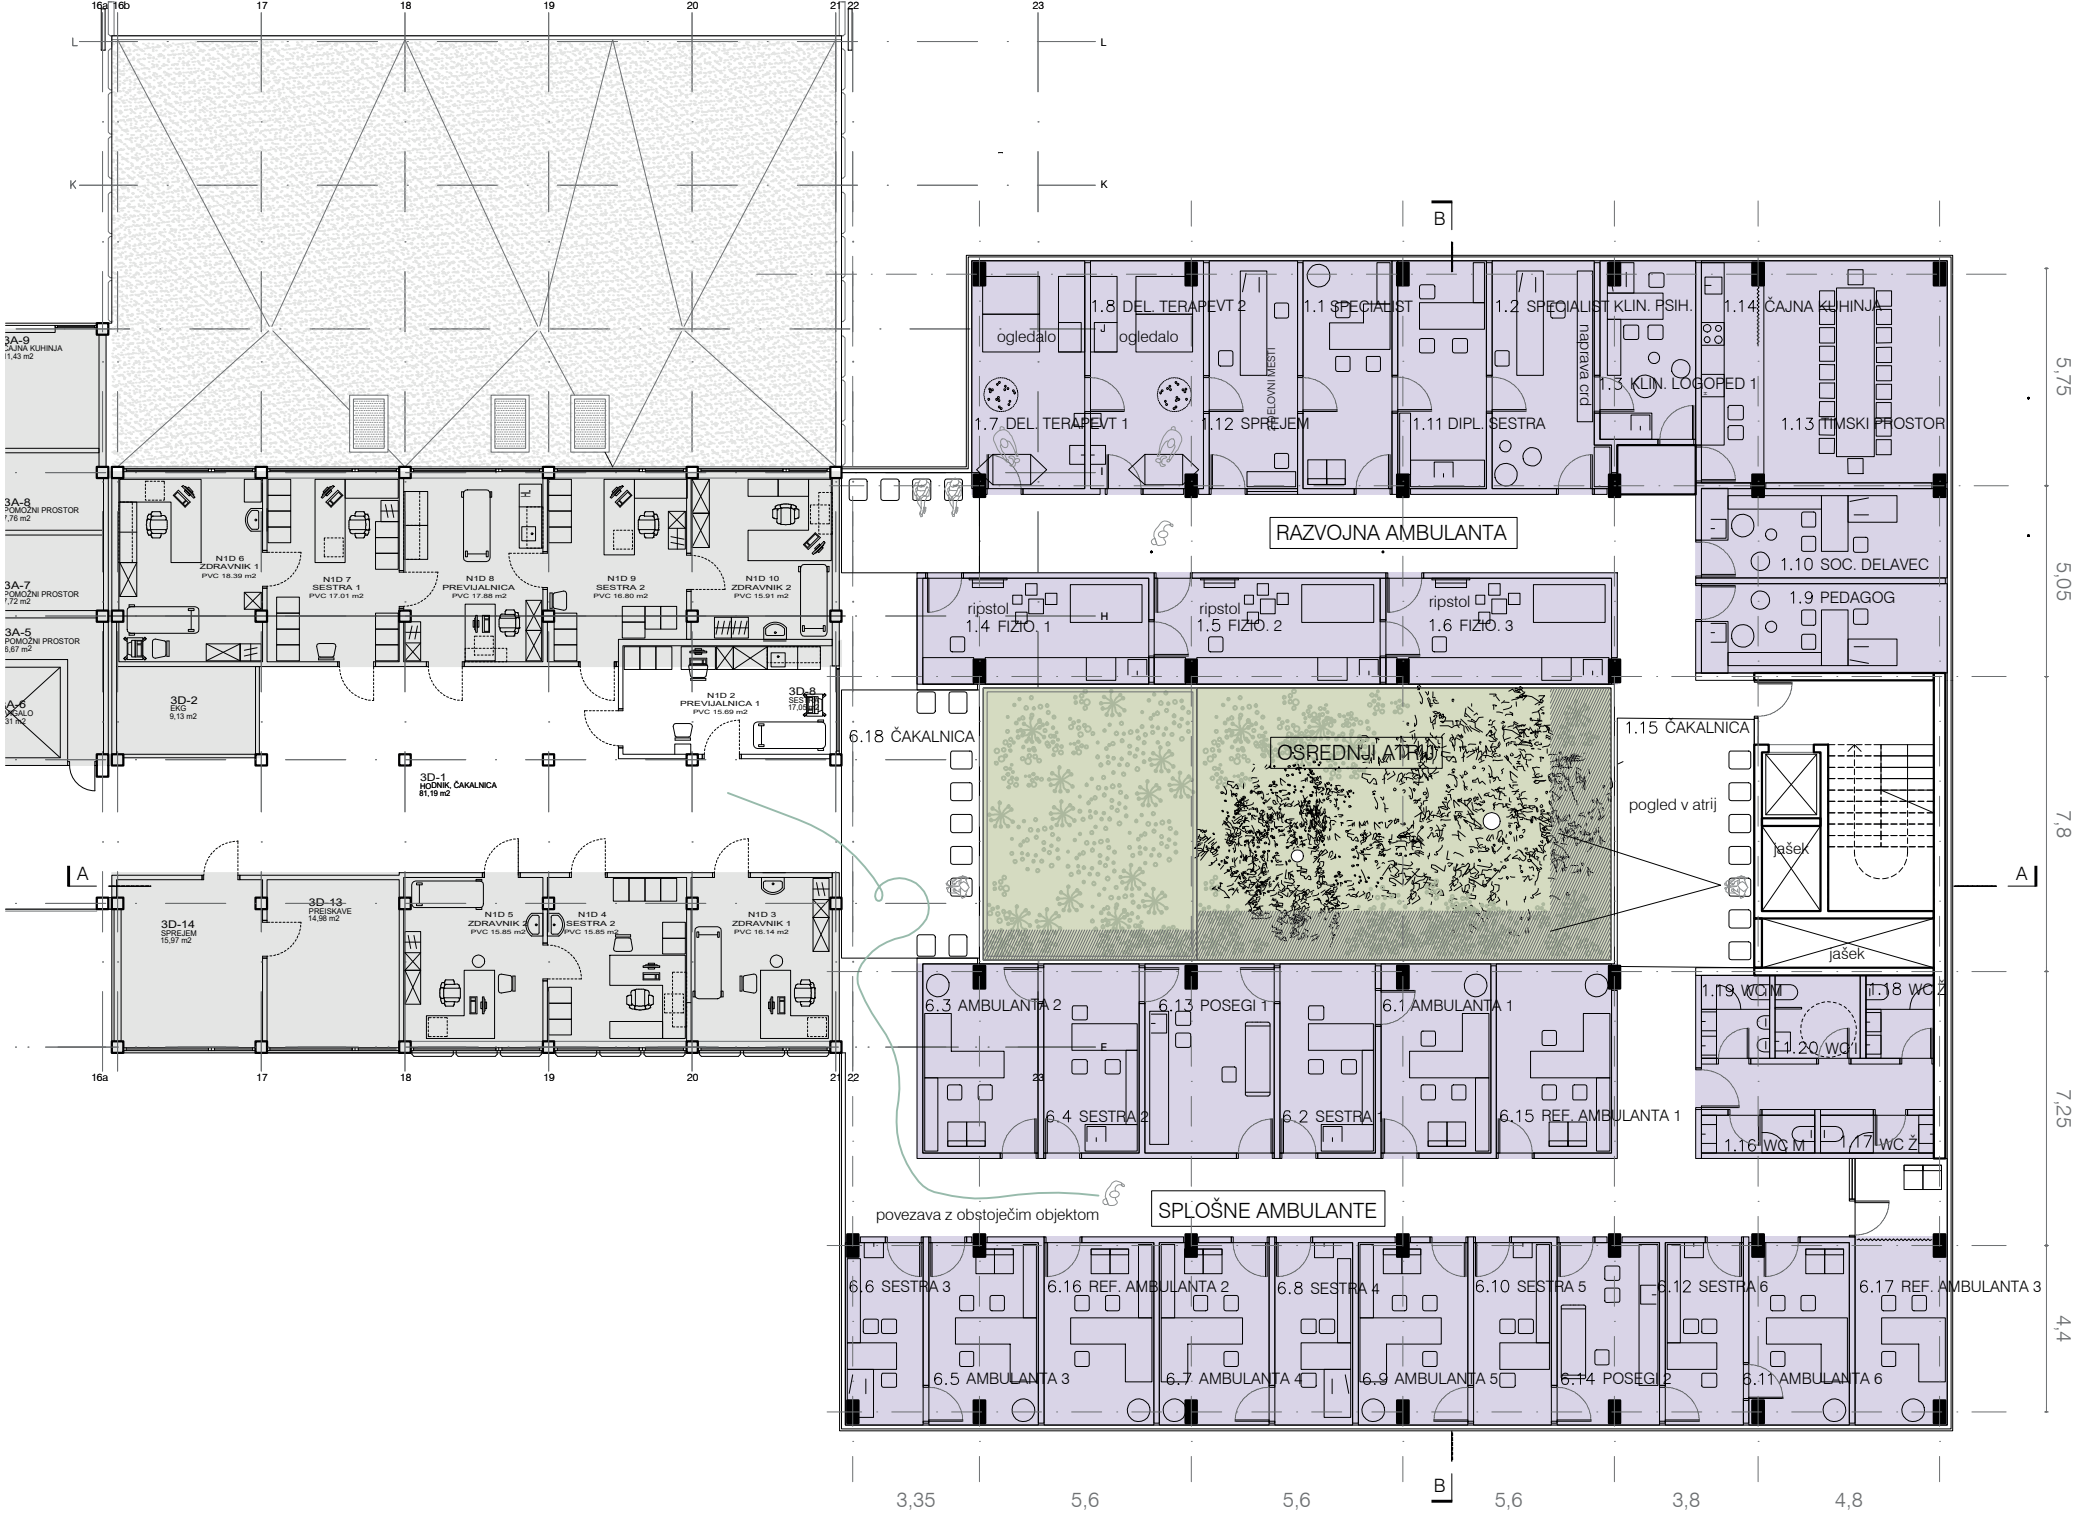 16a 16b 17 18 19 20 21 22 23
L L
K K
B
3A-9
ČAJNA KUHINJA
11,43 m2
1.8 DEL. TERAPEVT 2
1.1 SPECIALIST
1.2 SPECIALIST
KLIN. PSIH.
1.14 ČAJNA KUHINJA
ogledalo
J
ogledalo
naprava crd
5,75
1.3 KLIN. LOGOPED 1
1.7 DEL. TERAPEVT 1
1.12 SPREJEM
1.11 DIPL. SESTRA
1.13 TIMSKI PROSTOR
I
3A-8
POMOŽNI PROSTOR
7,76 m2
RAZVOJNA AMBULANTA
N1D 6
ZDRAVNIK 1
PVC 18.39 m2
N1D 7
SESTRA 1
PVC 17.01 m2
N1D 8
PREVIJALNICA
PVC 17.88 m2
N1D 9
SESTRA 2
PVC 16.80 m2
N1D 10
ZDRAVNIK 2
PVC 15.91 m2
1.10 SOC. DELAVEC
5,05
3A-7
POMOŽNI PROSTOR
7,72 m2
1.9 PEDAGOG
ripstol
1.4 FIZIO. 1
H
ripstol
1.5 FIZIO. 2
ripstol
1.6 FIZIO. 3
3A-5
POMOŽNI PROSTOR
6,67 m2
3D-2
EKG
9,13 m2
N1D 2
PREVIJALNICA 1
PVC 15.69 m2
3D-8
6.18 ČAKALNICA
OSREDNJI ATRIJ
1.15 ČAKALNICA
3D-1
HODNIK, ČAKALNICA
81,19 m2
pogled v atrij
7,8
jašek
A A
3D-14
SPREJEM
15,97 m2
3D-13
PREISKAVE
14,98 m2
N1D 5
ZDRAVNIK 2
PVC 15.85 m2
N1D 4
SESTRA 2
PVC 15.85 m2
N1D 3
ZDRAVNIK 1
PVC 16.14 m2
jašek
1.19 WC M
1.18 WC Ž
6.3 AMBULANTA 2
6.13 POSEGI 1
6.1 AMBULANTA 1
1.20 WC I
F
16a 17 18 19 20 21 22 23
6.4 SESTRA 2
6.2 SESTRA 1
6.15 REF. AMBULANTA 1
7,25
1.16 WC M
1.17 WC Ž
povezava z obstoječim objektom
SPLOŠNE AMBULANTE
6.6 SESTRA 3
6.16 REF. AMBULANTA 2
6.8 SESTRA 4
6.10 SESTRA 5
6.12 SESTRA 6
6.17 REF. AMBULANTA 3
4,4
6.5 AMBULANTA 3
6.7 AMBULANTA 4
6.9 AMBULANTA 5
6.14 POSEGI 2
6.11 AMBULANTA 6
B
3,35 5,6 5,6 5,6 3,8 4,8